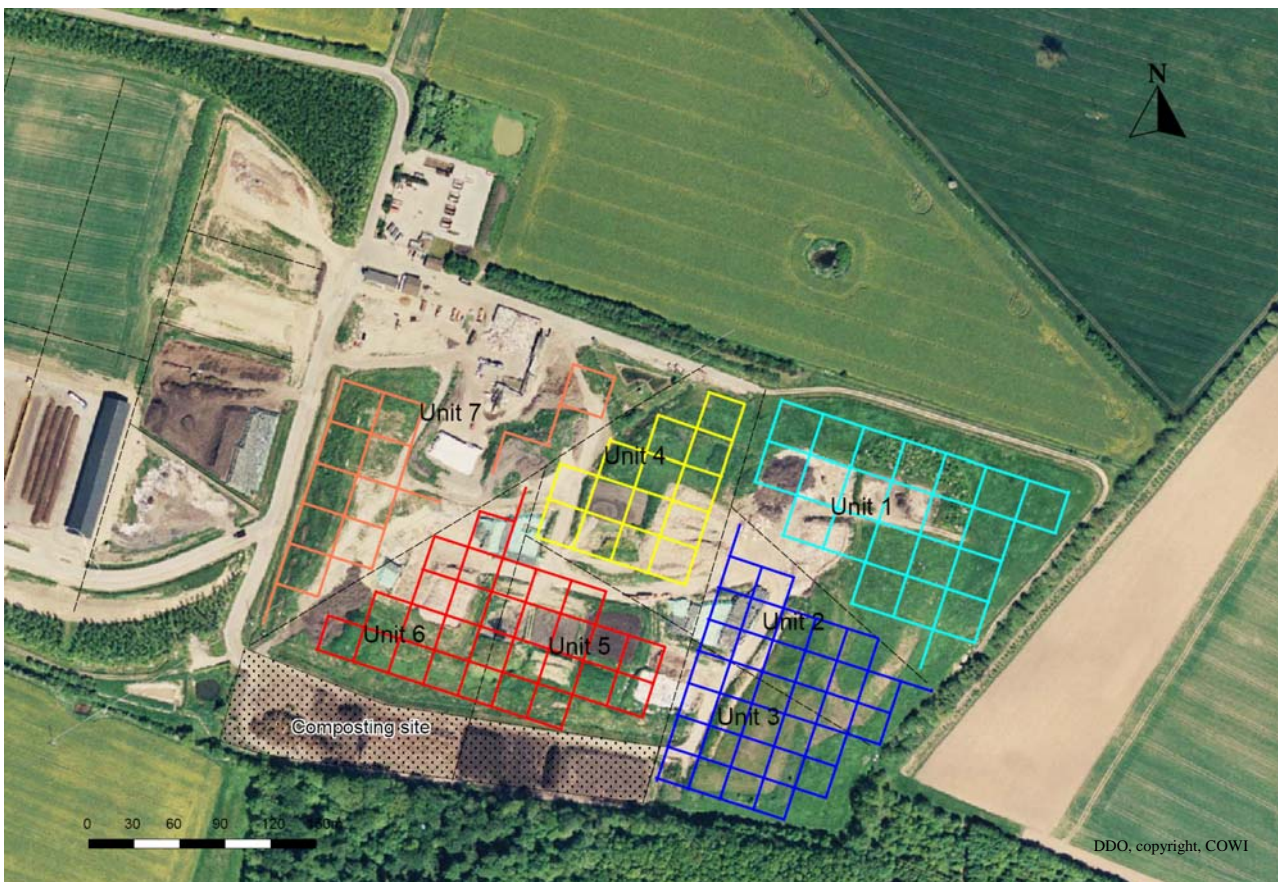 N
Unit 7
Unit 4
Unit 1
Unit 6
Unit 5
Unit 2
Unit 3
Composting site
0 30 60 90 120 150m
DDO, copyright, COWI